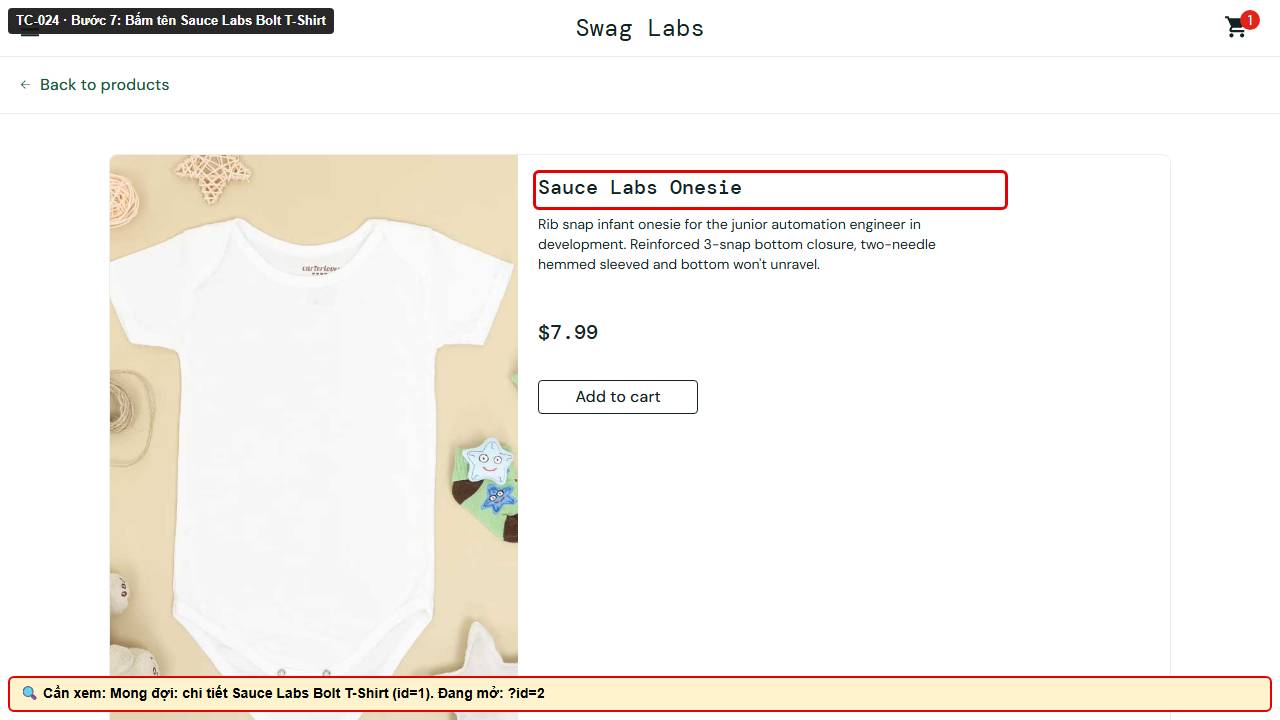 TC-024 · Bước 7: Bấm tên Sauce Labs Bolt T-Shirt
Swag Labs
1
Back to products
Sauce Labs Onesie
Rib snap infant onesie for the junior automation engineer in
development. Reinforced 3-snap bottom closure, two-needle
hemmed sleeved and bottom won't unravel.
$7.99
Add to cart
Cần xem: Mong đợi: chi tiết Sauce Labs Bolt T-Shirt (id=1). Đang mở: ?id=2